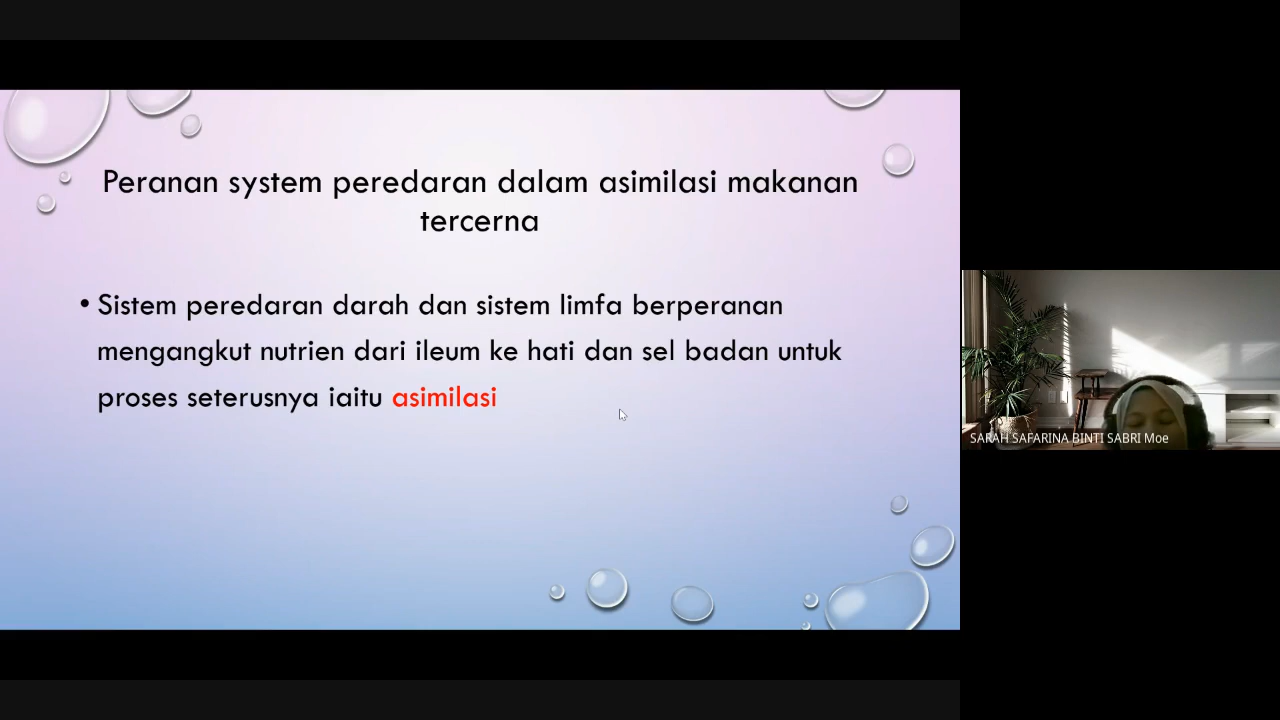 Peranan system peredaran dalam asimilasi makanan
tercerna
• Sistem peredaran darah dan sistem limfa berperanan
mengangkut nutrien dari ileum ke hati dan sel badan untuk
proses seterusnya iaitu asimilasi
SARAH SAFARINA BINTI SABRI Moe